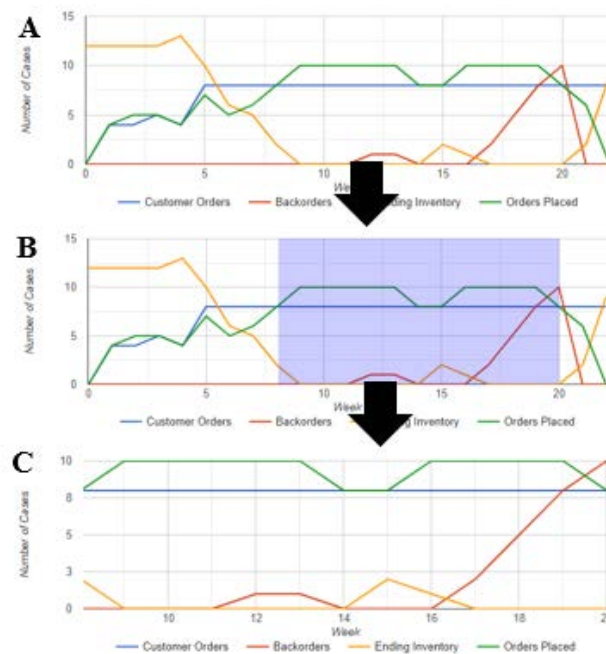 A
15
10
5
0
Number of Cases
0 5 10 15 20
Week
Customer Orders Backorders Ending Inventory Orders Placed
B
15
10
5
0
Number of Cases
0 5 10 15 20
Week
Customer Orders Backorders Ending Inventory Orders Placed
C
10
8
5
3
0
Number of Cases
10 12 14 16 18 20
Week
Customer Orders Backorders Ending Inventory Orders Placed